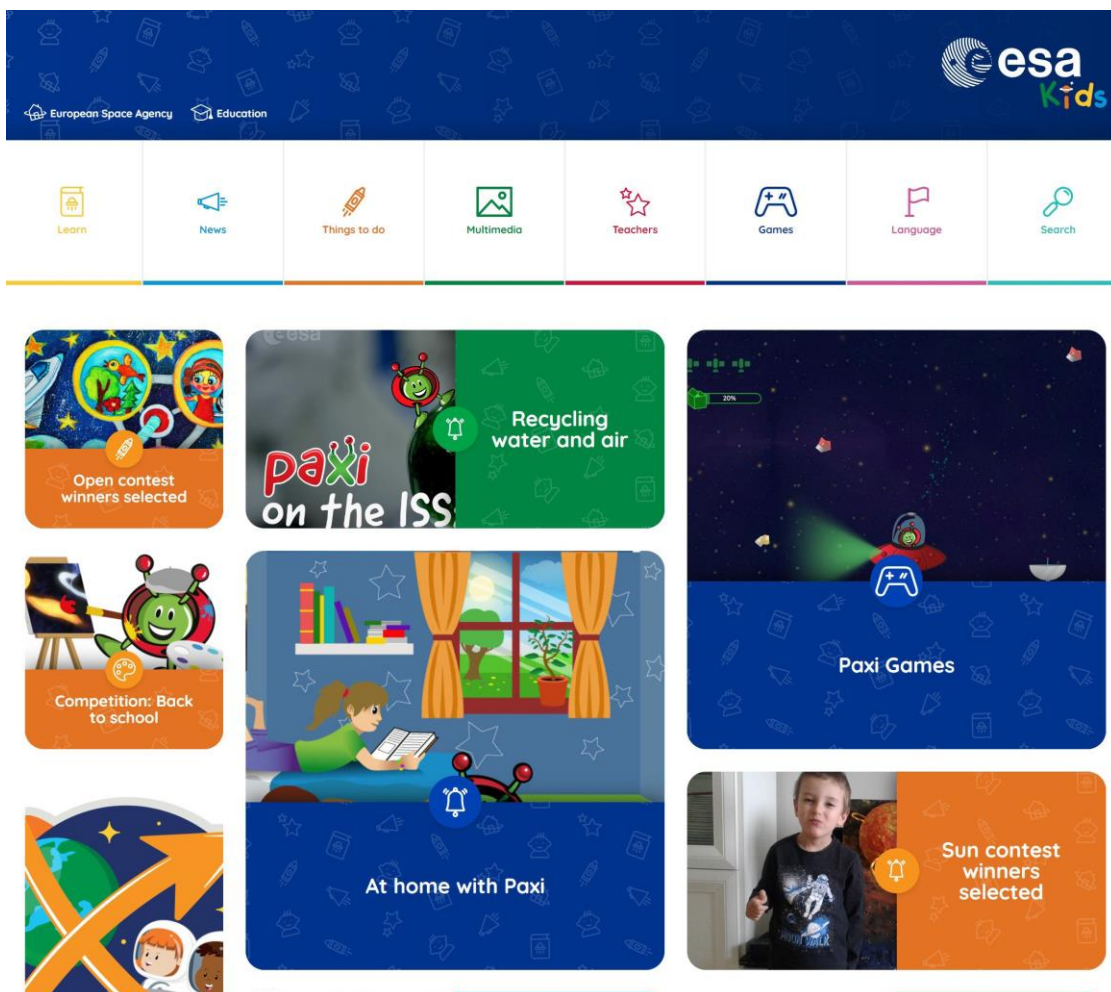 esa
Kids
European Space Agency
Education
Learn
News
Things to do
Multimedia
Teachers
Games
Language
Search
Open contest
winners selected
esa
paxi
on the ISS
Recycling
water and air
20%
Paxi Games
Competition: Back
to school
At home with Paxi
MOON WALK
Sun contest
winners
selected